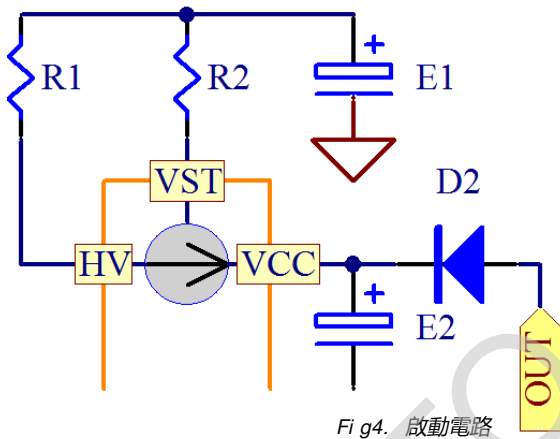 R1
R2
+
E1
VST
D2
HV
VCC
+
E2
OUT
Fi g4. 啟動電路